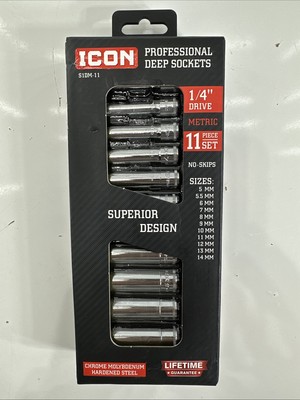 ICON
PROFESSIONAL
DEEP SOCKETS
S1DM-11
1/4"
DRIVE
METRIC
11 PIECE SET
NO-SKIPS
SIZES:
5 MM
5.5 MM
6 MM
7 MM
8 MM
9 MM
10 MM
11 MM
12 MM
13 MM
14 MM
SUPERIOR
DESIGN
CHROME MOLYBDENUM
HARDENED STEEL
LIFETIME
GUARANTEE